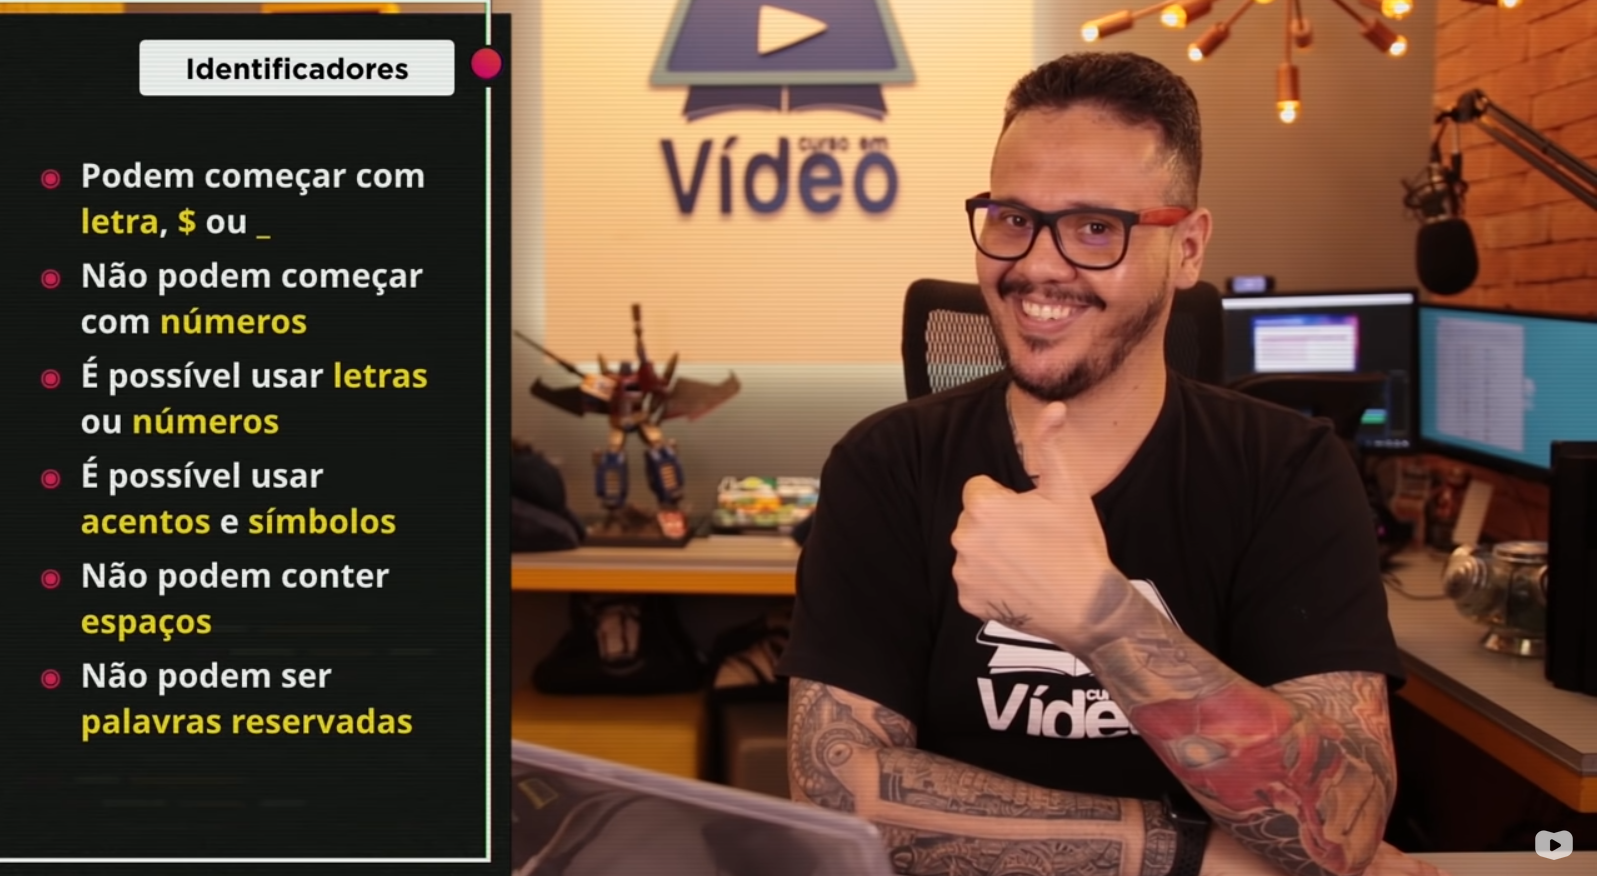 Identificadores
Podem começar com
letra, $ ou _
Não podem começar
com números
É possível usar letras
ou números
É possível usar
acentos e símbolos
Não podem conter
espaços
Não podem ser
palavras reservadas
curso em
Vídeo
Víde